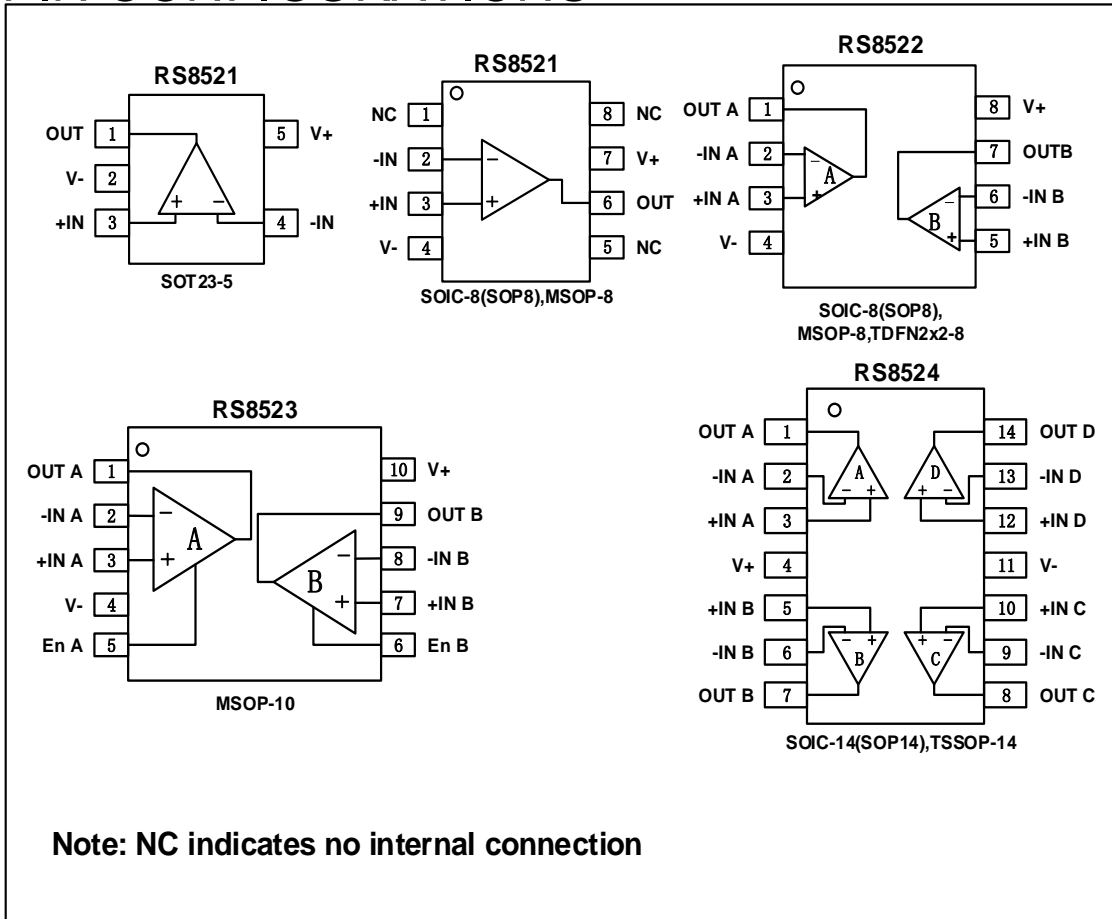 RS8521
OUT 1 5 V+
V- 2
+IN 3 4 -IN
+ -
SOT23-5
RS8521
NC 1 8 NC
-IN 2 - 7 V+
+IN 3 + 6 OUT
V- 4 5 NC
SOIC-8(SOP8),MSOP-8
RS8522
OUT A 1 8 V+
-IN A 2 - 7 OUTB
A
+IN A 3 + - 6 -IN B
B
V- 4 + 5 +IN B
SOIC-8(SOP8),
MSOP-8,TDFN2x2-8
RS8523
OUT A 1 10 V+
-IN A 2 - 9 OUT B
A
+IN A 3 + - 8 -IN B
B
V- 4 + 7 +IN B
En A 5 6 En B
MSOP-10
RS8524
OUT A 1 14 OUT D
-IN A 2 A D 13 -IN D
- + + -
+IN A 3 12 +IN D
V+ 4 11 V-
+IN B 5 10 +IN C
- + + -
-IN B 6 B C 9 -IN C
OUT B 7 8 OUT C
SOIC-14(SOP14),TSSOP-14
Note: NC indicates no internal connection